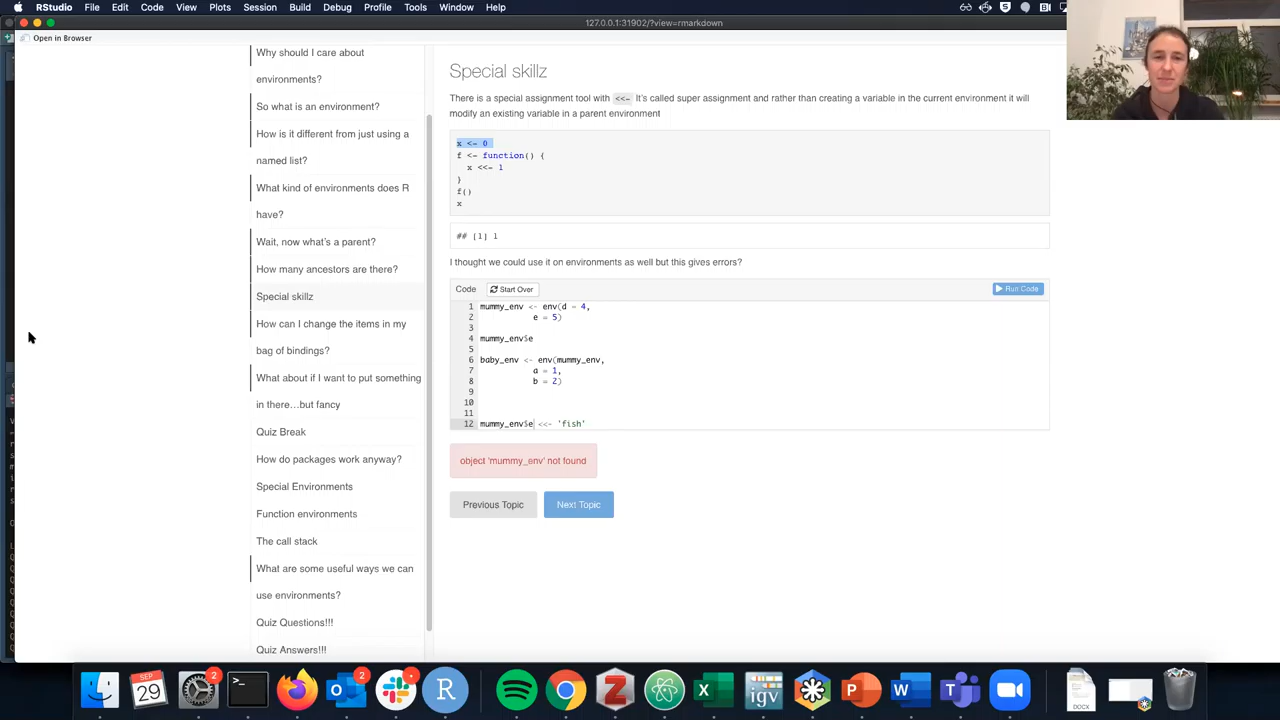 RStudio File Edit Code View Plots Session Build Debug Profile Tools Window Help
127.0.0.1:31902/?view=rmarkdown
Open in Browser
Why should I care about
environments?
So what is an environment?
How is it different from just using a
named list?
What kind of environments does R
have?
Wait, now what's a parent?
How many ancestors are there?
Special skillz
How can I change the items in my
bag of bindings?
What about if I want to put something
in there…but fancy
Quiz Break
How do packages work anyway?
Special Environments
Function environments
The call stack
What are some useful ways we can
use environments?
Quiz Questions!!!
Quiz Answers!!!
Special skillz
There is a special assignment tool with <<- It's called super assignment and rather than creating a variable in the current environment it will
modify an existing variable in a parent environment
x <- 0
f <- function() {
x <<- 1
}
f()
x
## [1] 1
I thought we could use it on environments as well but this gives errors?
Code Start Over Run Code
1 mummy_env <- env(d = 4,
2 e = 5)
3
4 mummy_env$e
5
6 baby_env <- env(mummy_env,
7 a = 1,
8 b = 2)
9
10
11
12 mummy_env$e <<- 'fish'
object 'mummy_env' not found
Previous Topic Next Topic
SEP 29 2 >_ O 2 R Z X igv P W T DOCX